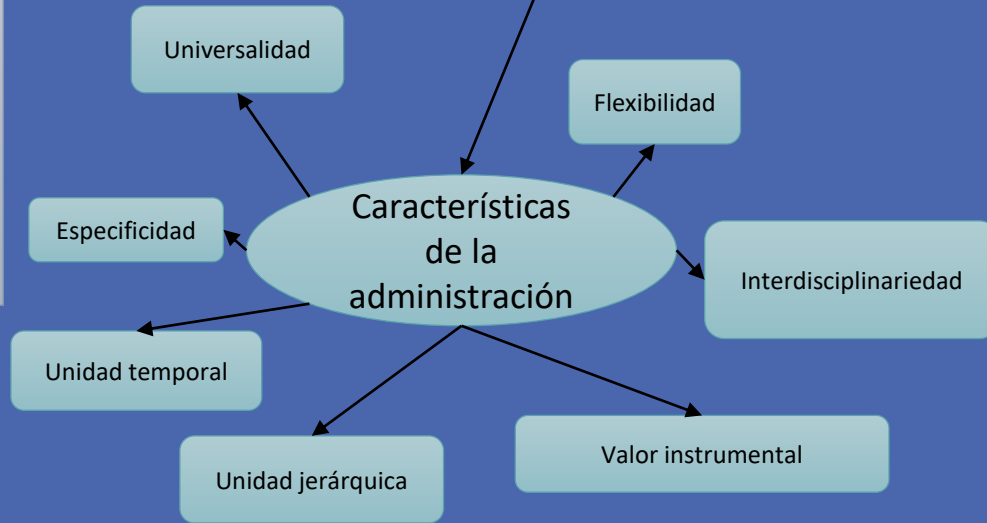 Universalidad
Flexibilidad
Características
de la
administración
Especificidad
Interdisciplinariedad
Unidad temporal
Valor instrumental
Unidad jerárquica